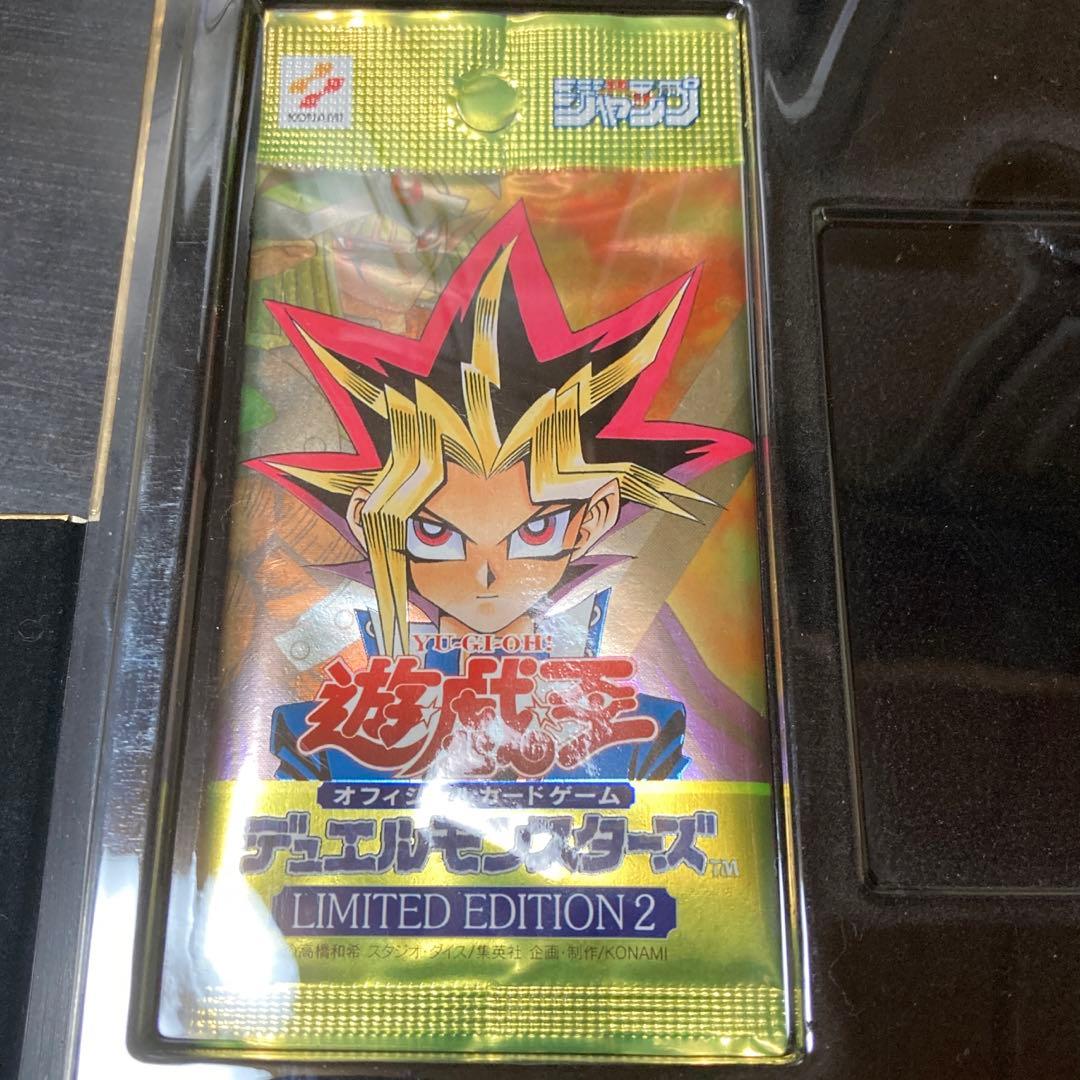 KONAMI
ジャンプ
YU-GI-OH!
遊戯王
オフィシャルカードゲーム
デュエルモンスターズ™
LIMITED EDITION 2
©高橋和希 スタジオ・ダイス/集英社 企画・制作/KONAMI